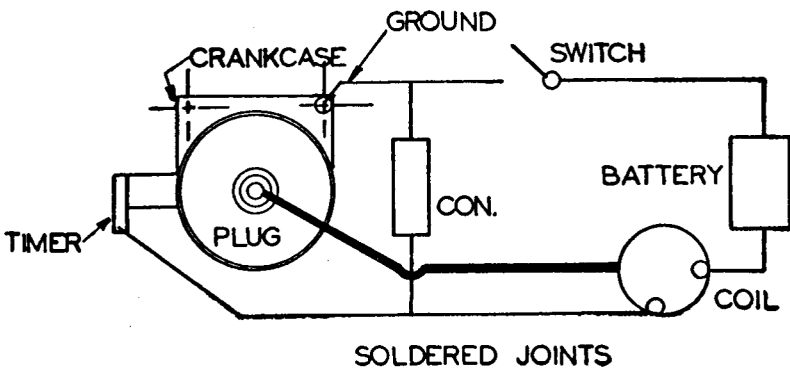 GROUND
CRANKCASE
SWITCH
BATTERY
CON.
PLUG
TIMER
COIL
SOLDERED JOINTS